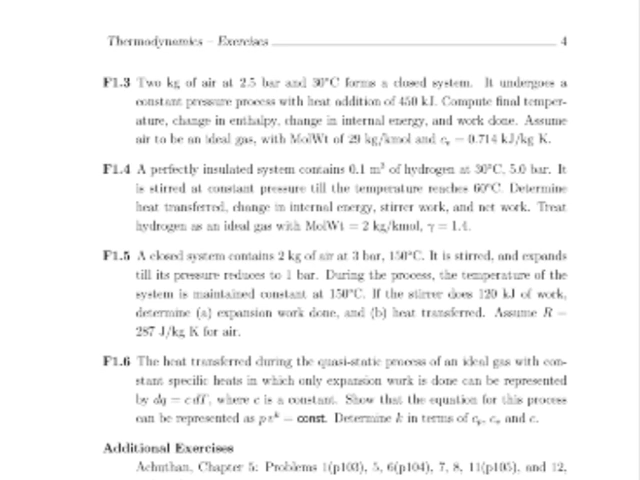 Thermodynamics – Exercises 4
F1.3 Two kg of air at 2.5 bar and 30°C forms a closed system. It undergoes a
constant pressure process with heat addition of 450 kJ. Compute final temper-
ature, change in enthalpy, change in internal energy, and work done. Assume
air to be an ideal gas, with MolWt of 29 kg/kmol and cᵥ = 0.714 kJ/kg K.
F1.4 A perfectly insulated system contains 0.1 m³ of hydrogen at 30°C, 5.0 bar. It
is stirred at constant pressure till the temperature reaches 60°C. Determine
heat transferred, change in internal energy, stirrer work, and net work. Treat
hydrogen as an ideal gas with MolWt = 2 kg/kmol, γ = 1.4.
F1.5 A closed system contains 2 kg of air at 3 bar, 150°C. It is stirred, and expands
till its pressure reduces to 1 bar. During the process, the temperature of the
system is maintained constant at 150°C. If the stirrer does 120 kJ of work,
determine (a) expansion work done, and (b) heat transferred. Assume R =
287 J/kg K for air.
F1.6 The heat transferred during the quasi-static process of an ideal gas with con-
stant specific heats in which only expansion work is done can be represented
by dq = c dT, where c is a constant. Show that the equation for this process
can be represented as pvᵏ = const. Determine k in terms of cₚ, cᵥ and c.
Additional Exercises
Achuthan, Chapter 5: Problems 1(p103), 5, 6(p104), 7, 8, 11(p105), and 12,